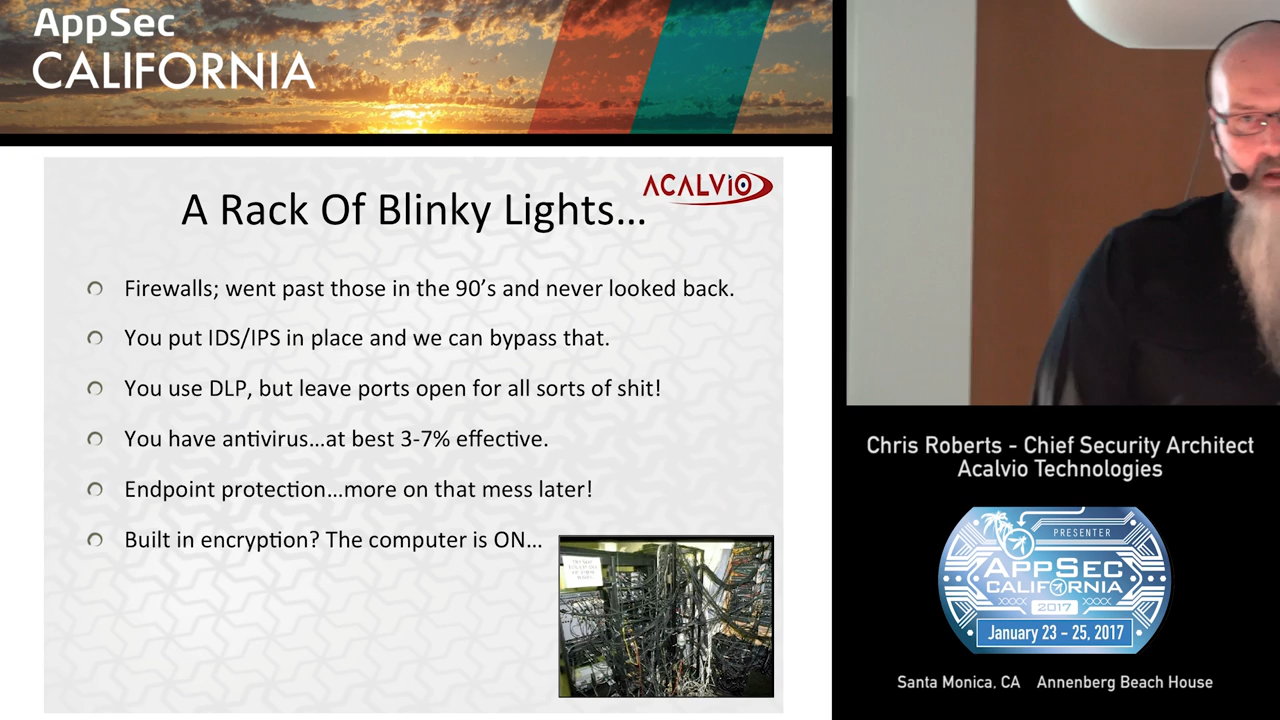 AppSec
CALIFORNIA
ACALVIO
A Rack Of Blinky Lights…
Firewalls; went past those in the 90’s and never looked back.
You put IDS/IPS in place and we can bypass that.
You use DLP, but leave ports open for all sorts of shit!
You have antivirus…at best 3-7% effective.
Endpoint protection…more on that mess later!
Built in encryption? The computer is ON…
Chris Roberts - Chief Security Architect
Acalvio Technologies
PRESENTER
APPSEC
CALIFORNIA
2017
January 23 - 25, 2017
Santa Monica, CA Annenberg Beach House